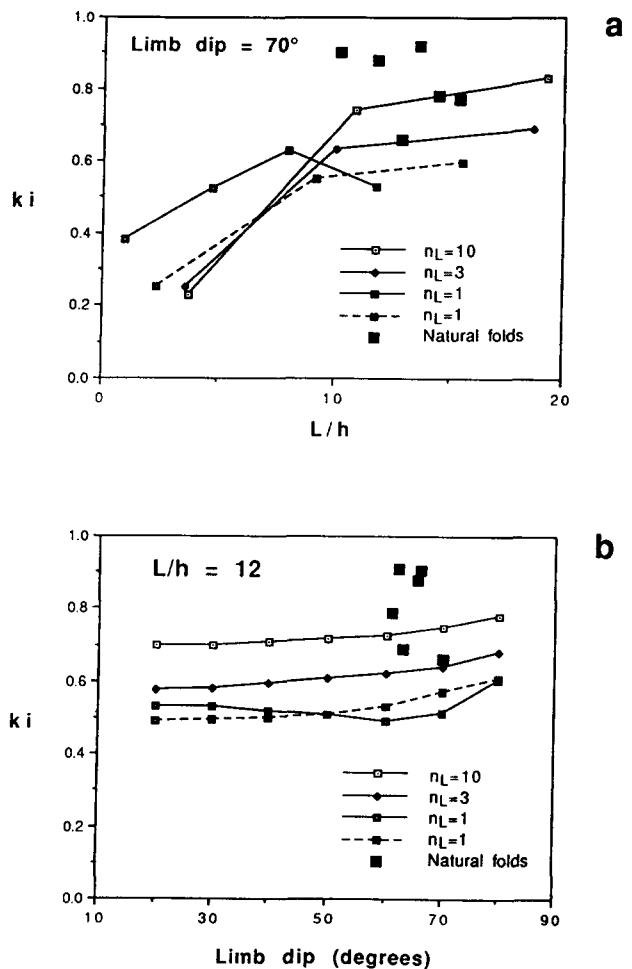 a
Limb dip = 70°
1.0
0.8
0.6
0.4
0.2
0.0
ki
nL=10
nL=3
nL=1
nL=1
Natural folds
0
10
20
L/h
b
L/h = 12
1.0
0.8
0.6
0.4
0.2
0.0
ki
nL=10
nL=3
nL=1
nL=1
Natural folds
10
30
50
70
90
Limb dip (degrees)